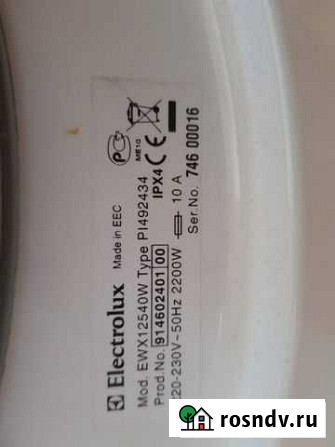 Electrolux Made in EEC
Mod. EWX12540W Type PI492434
Prod.No. 914602401 00 IPX4
220-230V~50Hz 2200W 10 A
Ser.No. 746 00016
ME10
rosndv.ru